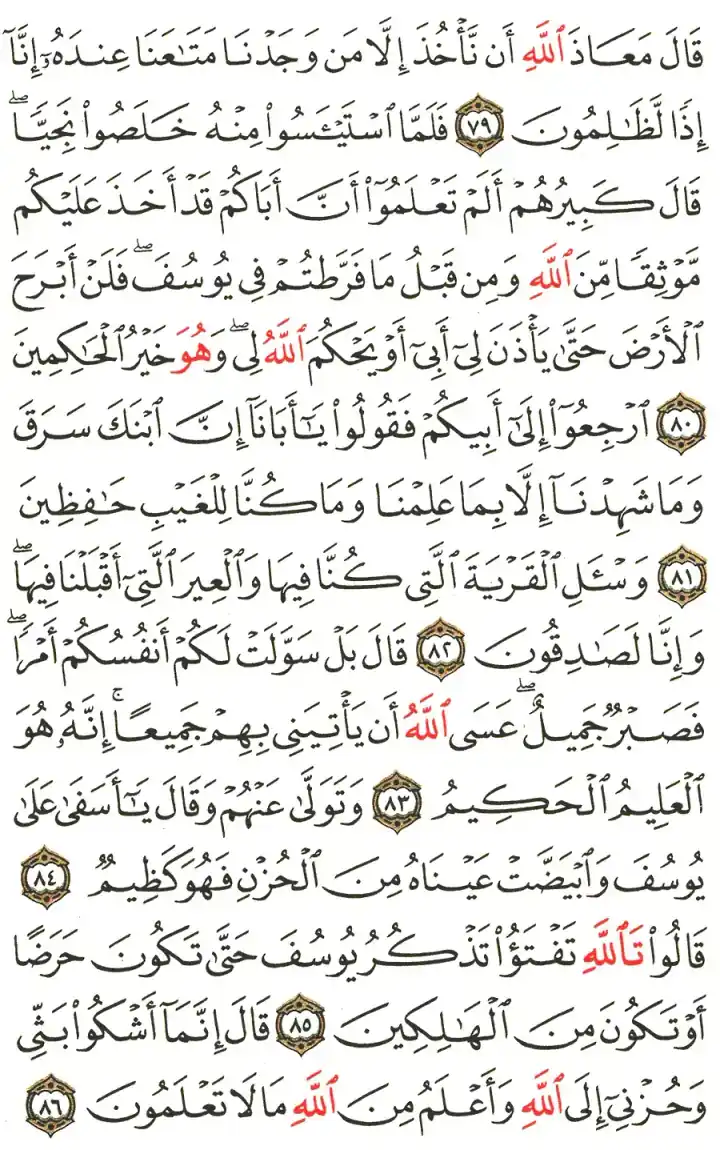 قَالَ مَعَاذَ ٱللَّهِ أَن نَّأۡخُذَ إِلَّا مَن وَجَدۡنَا مَتَٰعَنَا عِندَهُۥٓ إِنَّآ
إِذٗا لَّظَٰلِمُونَ ٧٩ فَلَمَّا ٱسۡتَيۡـَٔسُواْ مِنۡهُ خَلَصُواْ نَجِيّٗاۖ
قَالَ كَبِيرُهُمۡ أَلَمۡ تَعۡلَمُوٓاْ أَنَّ أَبَاكُمۡ قَدۡ أَخَذَ عَلَيۡكُم
مَّوۡثِقٗا مِّنَ ٱللَّهِ وَمِن قَبۡلُ مَا فَرَّطتُمۡ فِي يُوسُفَۖ فَلَنۡ أَبۡرَحَ
ٱلۡأَرۡضَ حَتَّىٰ يَأۡذَنَ لِيٓ أَبِيٓ أَوۡ يَحۡكُمَ ٱللَّهُ لِيۖ وَهُوَ خَيۡرُ ٱلۡحَٰكِمِينَ
٨٠ ٱرۡجِعُوٓاْ إِلَىٰٓ أَبِيكُمۡ فَقُولُواْ يَٰٓأَبَانَآ إِنَّ ٱبۡنَكَ سَرَقَ
وَمَا شَهِدۡنَآ إِلَّا بِمَا عَلِمۡنَا وَمَا كُنَّا لِلۡغَيۡبِ حَٰفِظِينَ
٨١ وَسۡـَٔلِ ٱلۡقَرۡيَةَ ٱلَّتِي كُنَّا فِيهَا وَٱلۡعِيرَ ٱلَّتِيٓ أَقۡبَلۡنَا فِيهَاۖ
وَإِنَّا لَصَٰدِقُونَ ٨٢ قَالَ بَلۡ سَوَّلَتۡ لَكُمۡ أَنفُسُكُمۡ أَمۡرٗاۖ
فَصَبۡرٞ جَمِيلٌۖ عَسَى ٱللَّهُ أَن يَأۡتِيَنِي بِهِمۡ جَمِيعًاۚ إِنَّهُۥ هُوَ
ٱلۡعَلِيمُ ٱلۡحَكِيمُ ٨٣ وَتَوَلَّىٰ عَنۡهُمۡ وَقَالَ يَٰٓأَسَفَىٰ عَلَىٰ
يُوسُفَ وَٱبۡيَضَّتۡ عَيۡنَاهُ مِنَ ٱلۡحُزۡنِ فَهُوَ كَظِيمٞ ٨٤
قَالُواْ تَٱللَّهِ تَفۡتَؤُاْ تَذۡكُرُ يُوسُفَ حَتَّىٰ تَكُونَ حَرَضًا
أَوۡ تَكُونَ مِنَ ٱلۡهَٰلِكِينَ ٨٥ قَالَ إِنَّمَآ أَشۡكُواْ بَثِّي
وَحُزۡنِيٓ إِلَى ٱللَّهِ وَأَعۡلَمُ مِنَ ٱللَّهِ مَا لَا تَعۡلَمُونَ ٨٦